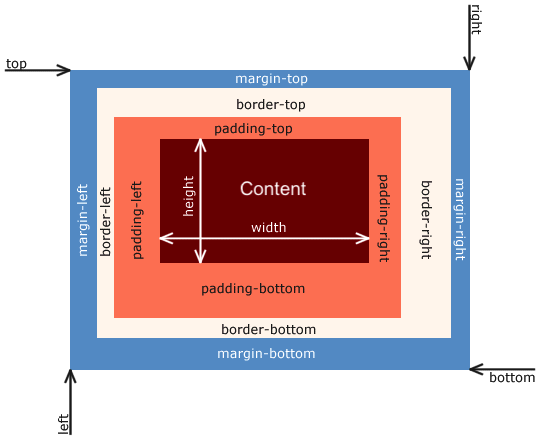 right
top
margin-top
border-top
padding-top
margin-left
border-left
padding-left
height
Content
width
padding-right
border-right
margin-right
padding-bottom
border-bottom
margin-bottom
bottom
left